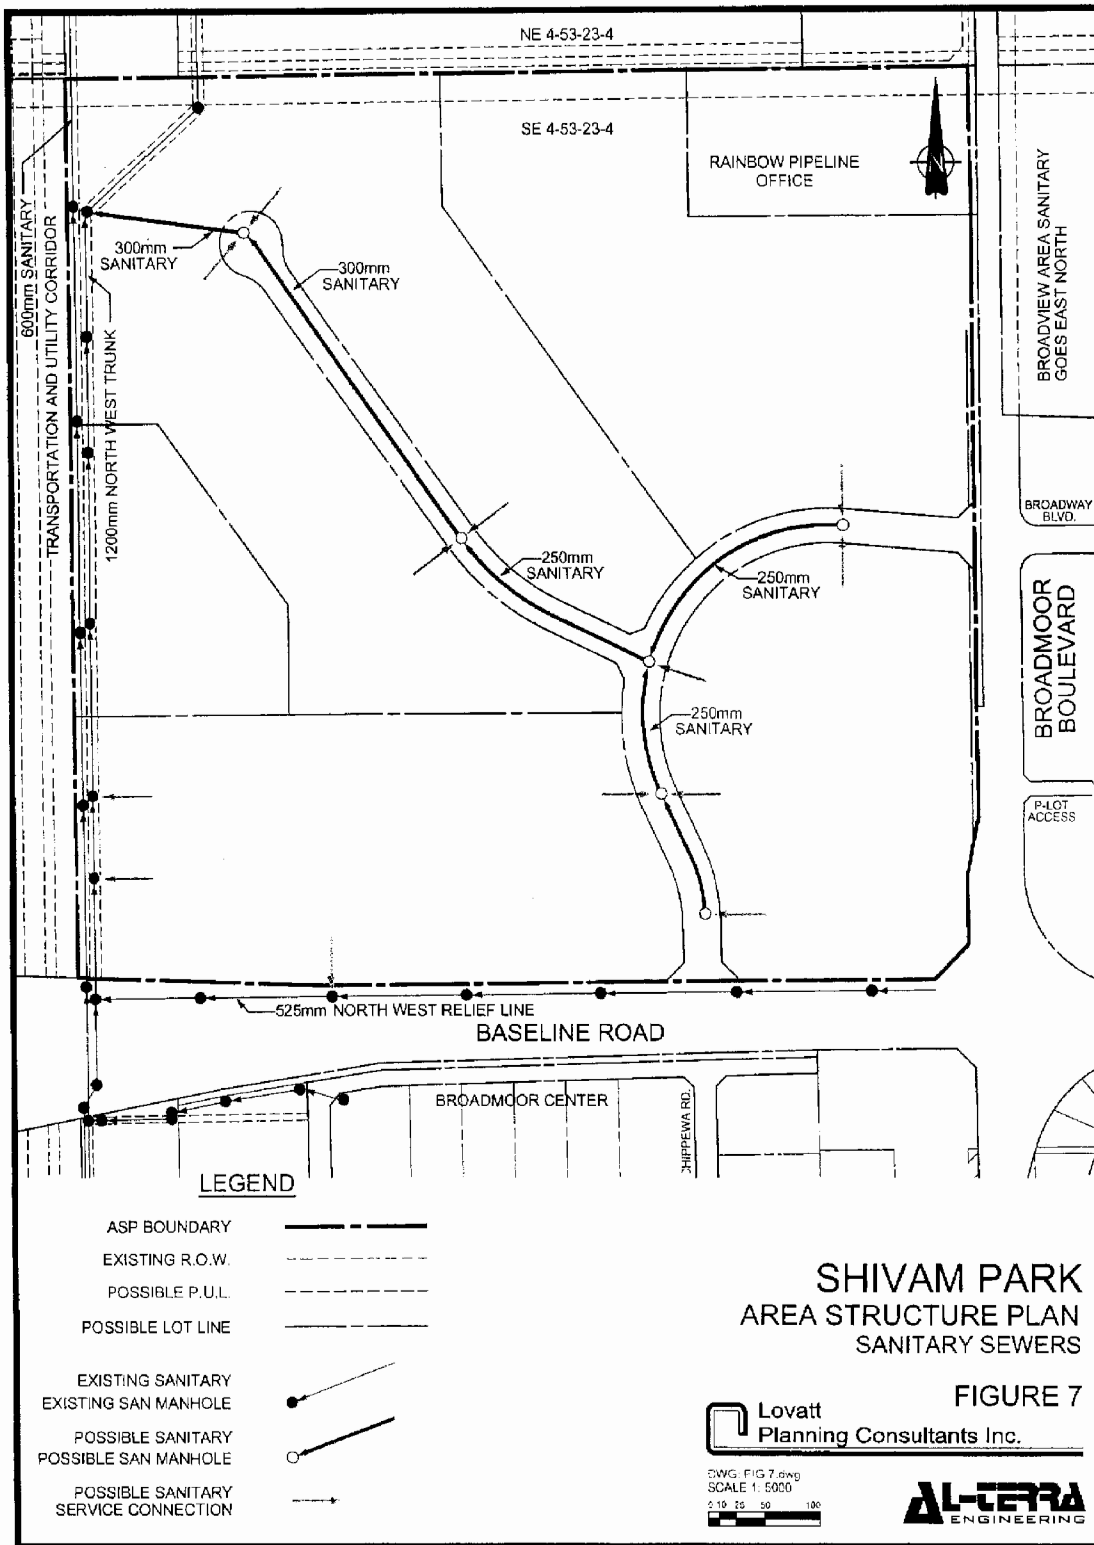 NE 4-53-23-4
SE 4-53-23-4
RAINBOW PIPELINE
OFFICE
N
600mm SANITARY
TRANSPORTATION AND UTILITY CORRIDOR
1200mm NORTH WEST TRUNK
300mm
SANITARY
300mm
SANITARY
BROADVIEW AREA SANITARY
GOES EAST NORTH
BROADWAY
BLVD.
250mm
SANITARY
250mm
SANITARY
BROADMOOR
BOULEVARD
250mm
SANITARY
P-LOT
ACCESS
525mm NORTH WEST RELIEF LINE
BASELINE ROAD
BROADMOOR CENTER
CHIPPEWA RD.
LEGEND
ASP BOUNDARY
EXISTING R.O.W.
POSSIBLE P.U.L.
POSSIBLE LOT LINE
EXISTING SANITARY
EXISTING SAN MANHOLE
POSSIBLE SANITARY
POSSIBLE SAN MANHOLE
POSSIBLE SANITARY
SERVICE CONNECTION
SHIVAM PARK
AREA STRUCTURE PLAN
SANITARY SEWERS
FIGURE 7
Lovatt
Planning Consultants Inc.
DWG: FIG 7.dwg
SCALE 1: 5000
0 10 25 50 100
AL-TERRA
ENGINEERING